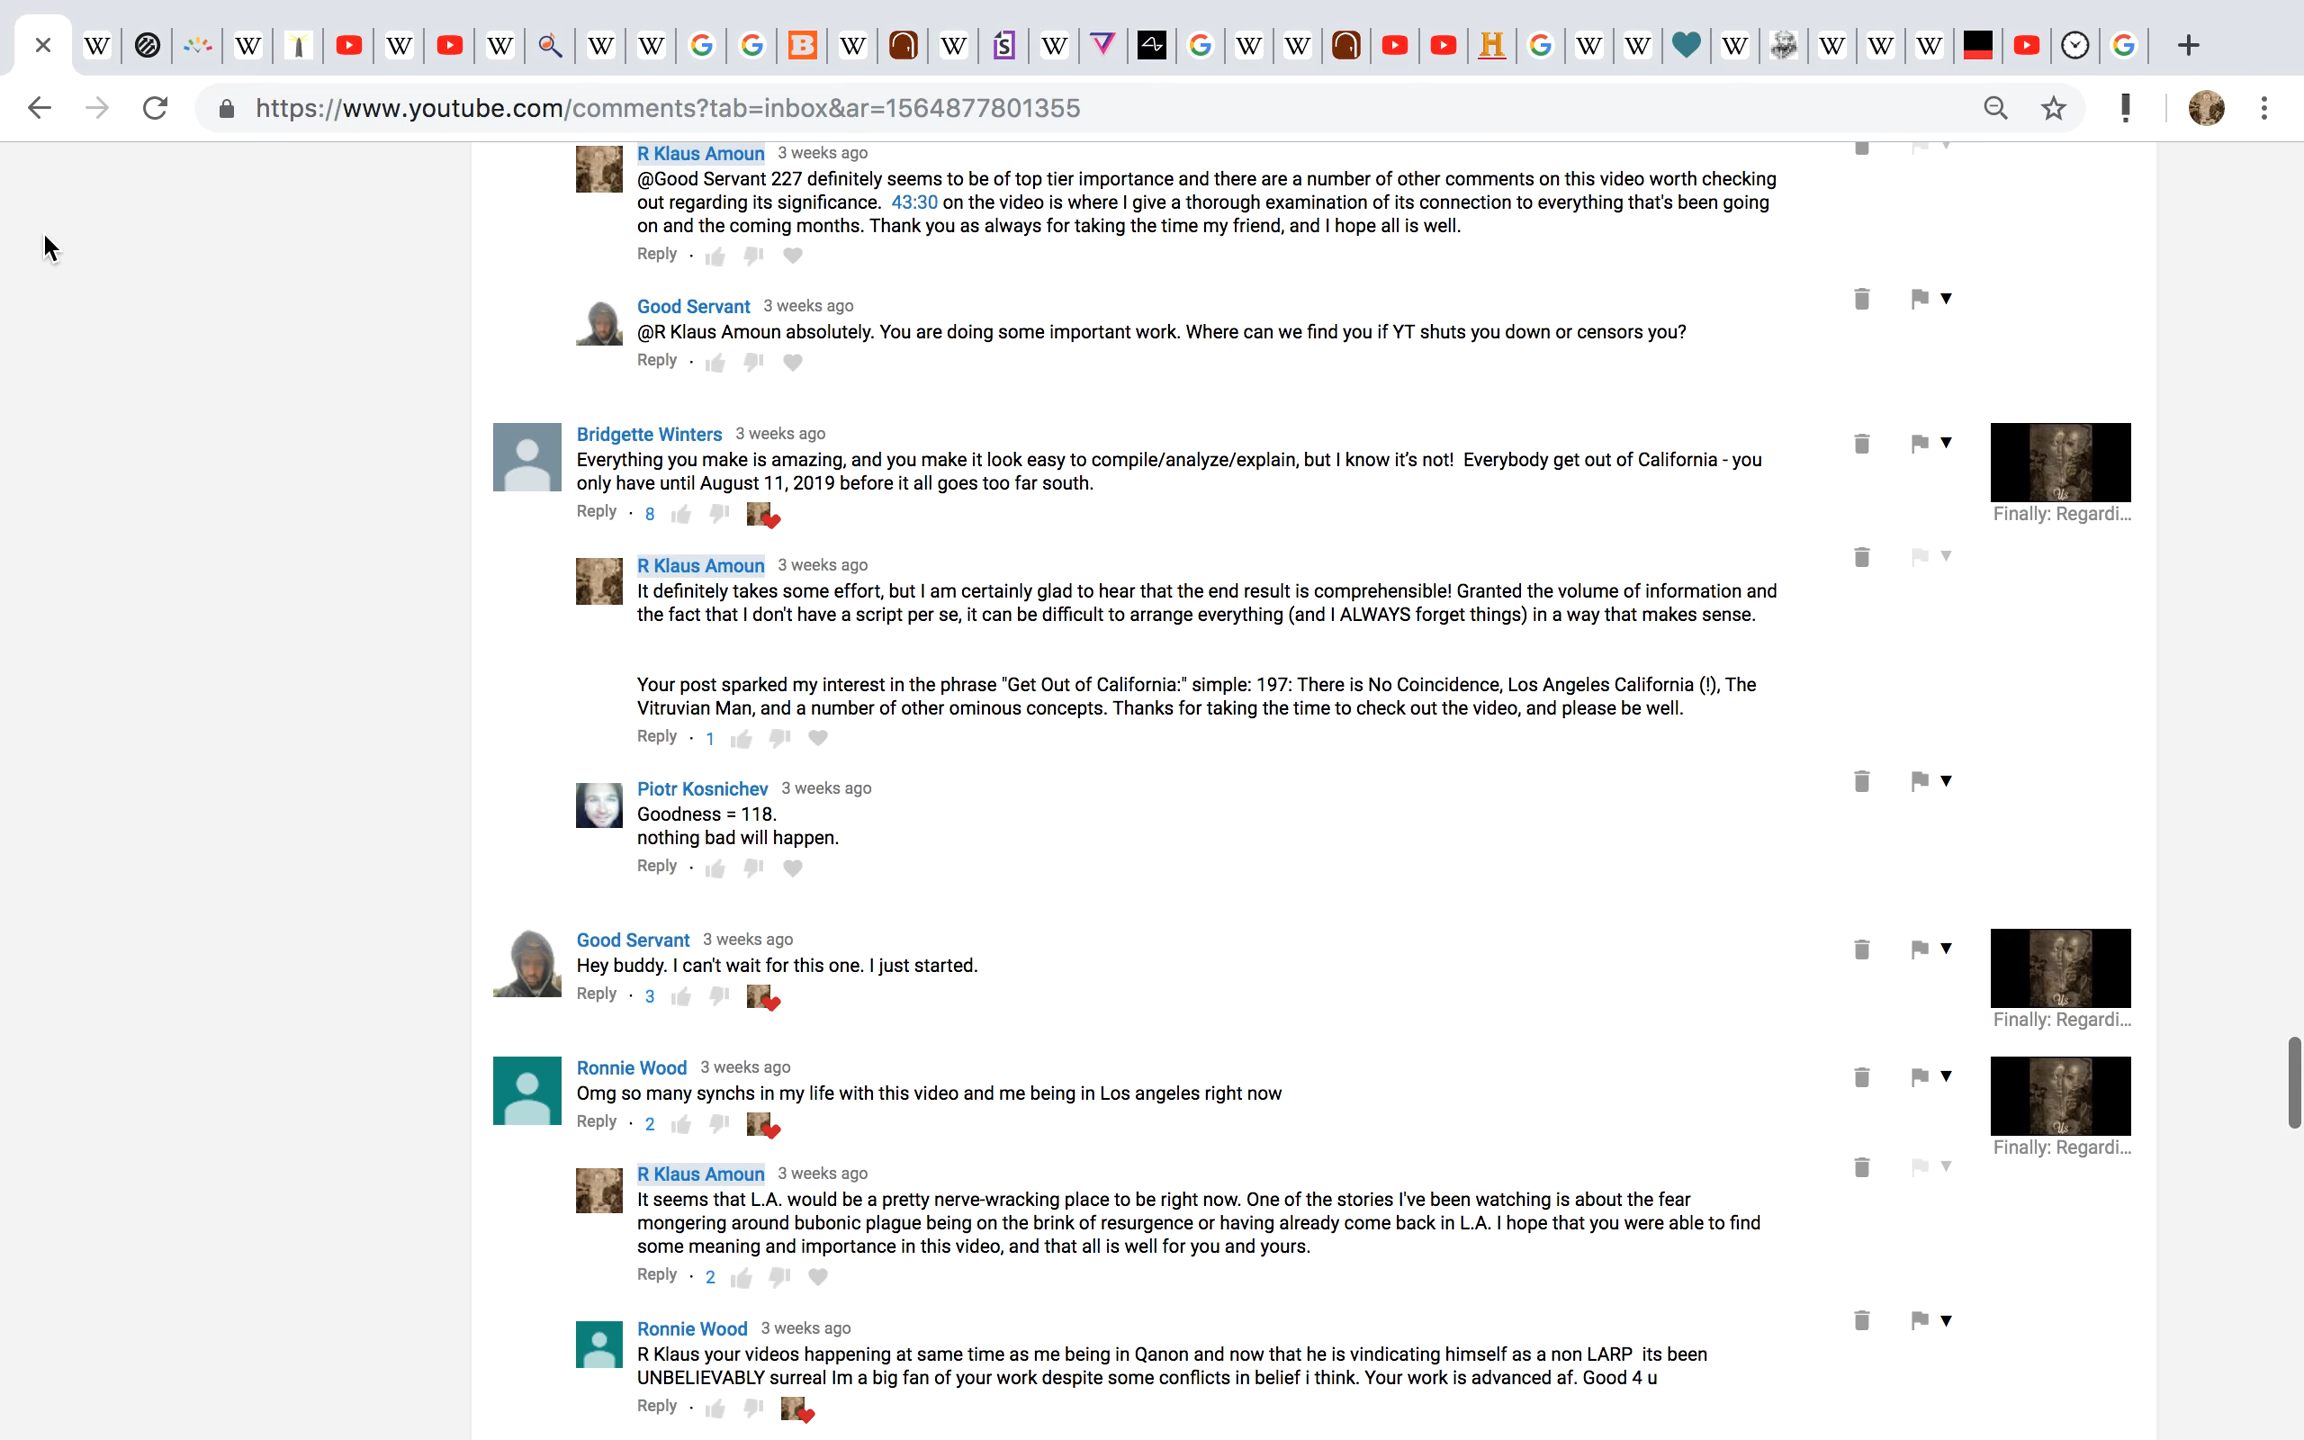 https://www.youtube.com/comments?tab=inbox&ar=1564877801355
R Klaus Amoun 3 weeks ago
@Good Servant 227 definitely seems to be of top tier importance and there are a number of other comments on this video worth checking
out regarding its significance. 43:30 on the video is where I give a thorough examination of its connection to everything that's been going
on and the coming months. Thank you as always for taking the time my friend, and I hope all is well.
Reply ·
Good Servant 3 weeks ago
@R Klaus Amoun absolutely. You are doing some important work. Where can we find you if YT shuts you down or censors you?
Reply ·
Bridgette Winters 3 weeks ago
Everything you make is amazing, and you make it look easy to compile/analyze/explain, but I know it’s not! Everybody get out of California - you
only have until August 11, 2019 before it all goes too far south.
Reply · 8
Us
Finally: Regardi...
R Klaus Amoun 3 weeks ago
It definitely takes some effort, but I am certainly glad to hear that the end result is comprehensible! Granted the volume of information and
the fact that I don't have a script per se, it can be difficult to arrange everything (and I ALWAYS forget things) in a way that makes sense.
Your post sparked my interest in the phrase "Get Out of California:" simple: 197: There is No Coincidence, Los Angeles California (!), The
Vitruvian Man, and a number of other ominous concepts. Thanks for taking the time to check out the video, and please be well.
Reply · 1
Piotr Kosnichev 3 weeks ago
Goodness = 118.
nothing bad will happen.
Reply ·
Good Servant 3 weeks ago
Hey buddy. I can't wait for this one. I just started.
Reply · 3
Us
Finally: Regardi...
Ronnie Wood 3 weeks ago
Omg so many synchs in my life with this video and me being in Los angeles right now
Reply · 2
Us
Finally: Regardi...
R Klaus Amoun 3 weeks ago
It seems that L.A. would be a pretty nerve-wracking place to be right now. One of the stories I've been watching is about the fear
mongering around bubonic plague being on the brink of resurgence or having already come back in L.A. I hope that you were able to find
some meaning and importance in this video, and that all is well for you and yours.
Reply · 2
Ronnie Wood 3 weeks ago
R Klaus your videos happening at same time as me being in Qanon and now that he is vindicating himself as a non LARP its been
UNBELIEVABLY surreal Im a big fan of your work despite some conflicts in belief i think. Your work is advanced af. Good 4 u
Reply ·